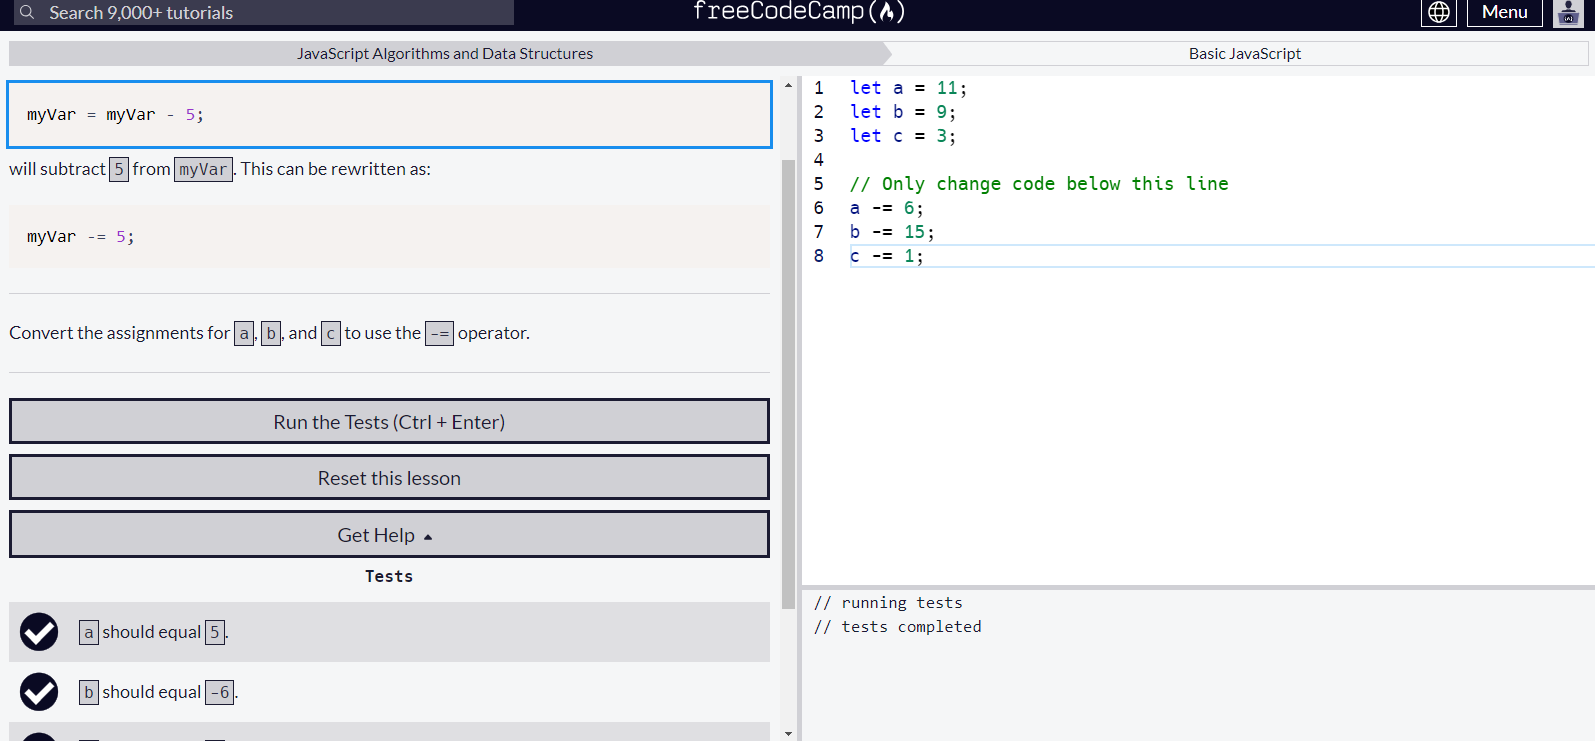 Search 9,000+ tutorials
freeCodeCamp
Menu
JavaScript Algorithms and Data Structures
Basic JavaScript
myVar = myVar - 5;
will subtract 5 from myVar. This can be rewritten as:
myVar -= 5;
Convert the assignments for a, b, and c to use the -= operator.
Run the Tests (Ctrl + Enter)
Reset this lesson
Get Help
Tests
a should equal 5.
b should equal -6.
1 let a = 11;
2 let b = 9;
3 let c = 3;
4
5 // Only change code below this line
6 a -= 6;
7 b -= 15;
8 c -= 1;
// running tests
// tests completed